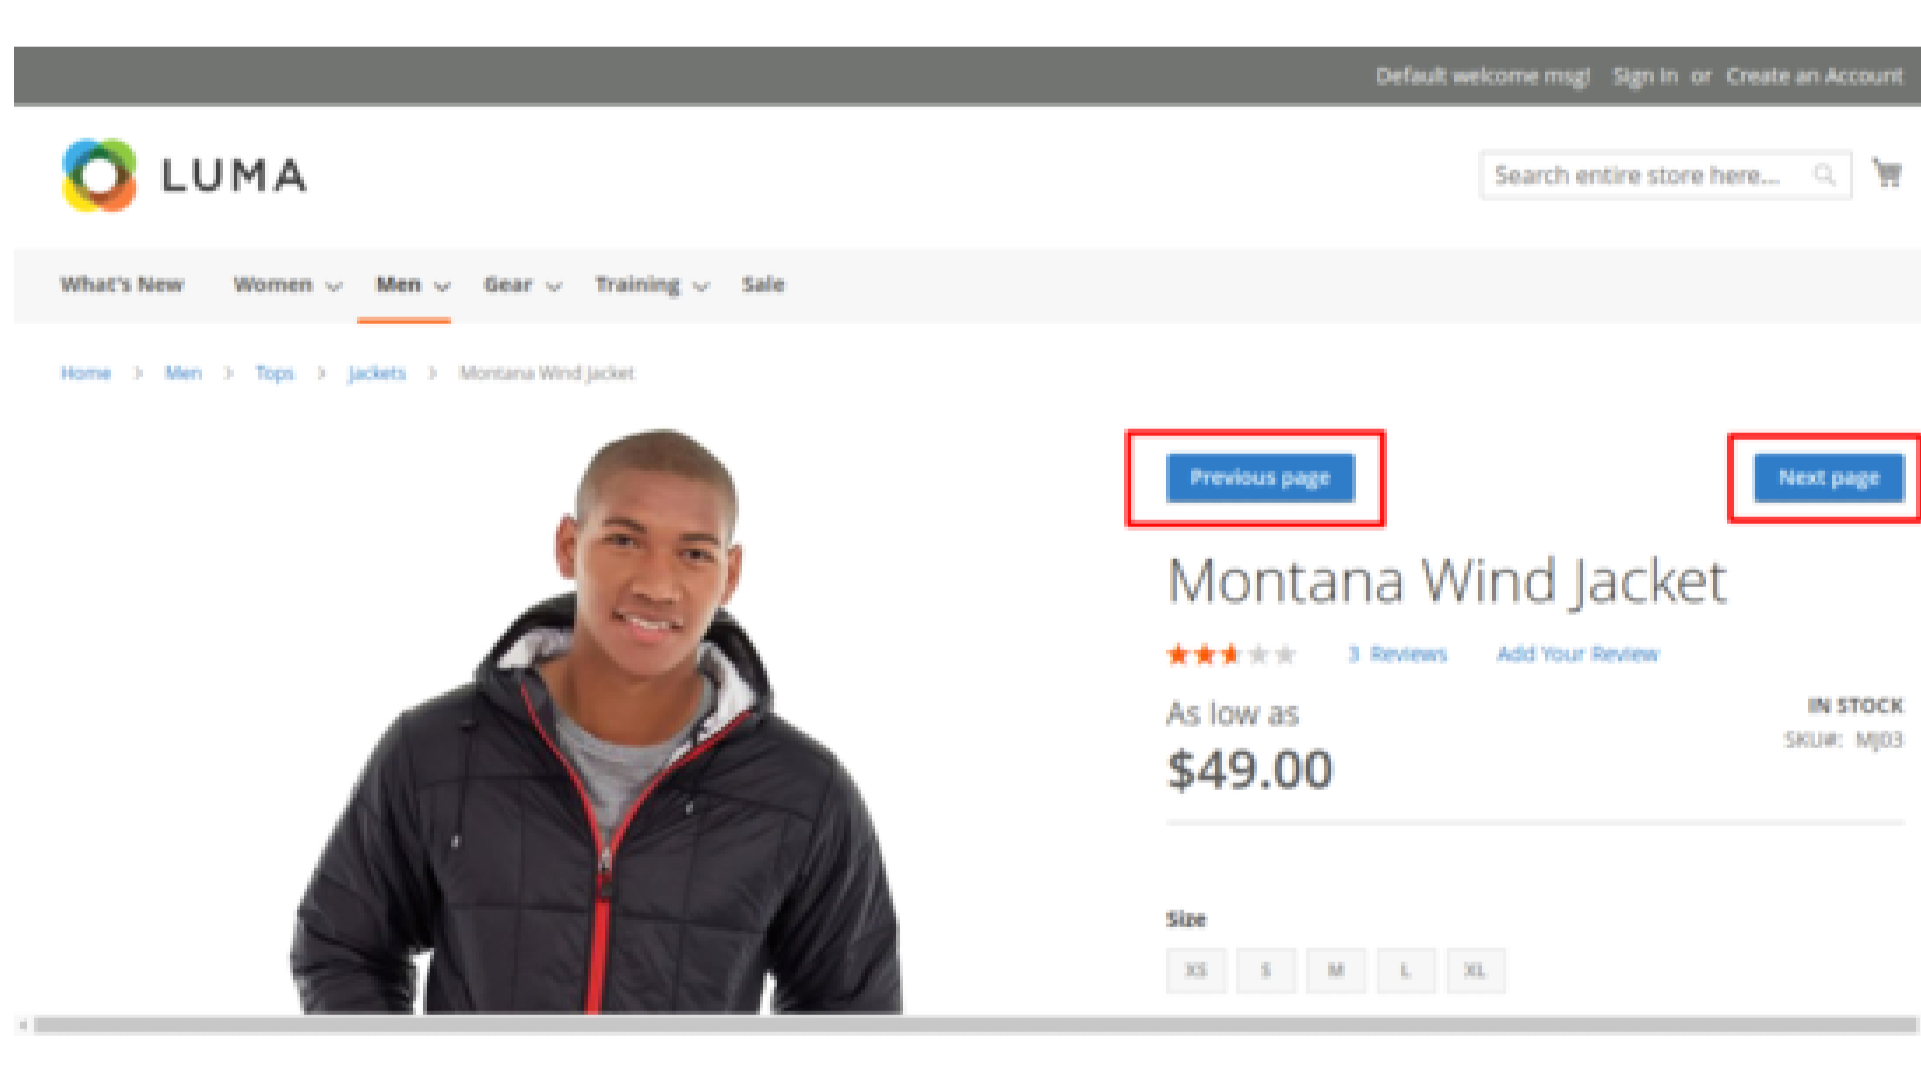 Default welcome msg! Sign In or Create an Account
LUMA
Search entire store here...
What's New Women Men Gear Training Sale
Home > Men > Tops > Jackets > Montana Wind Jacket
Previous page
Next page
Montana Wind Jacket
3 Reviews Add Your Review
As low as
IN STOCK
$49.00
SKU#: MJ03
Size
XS S M L XL